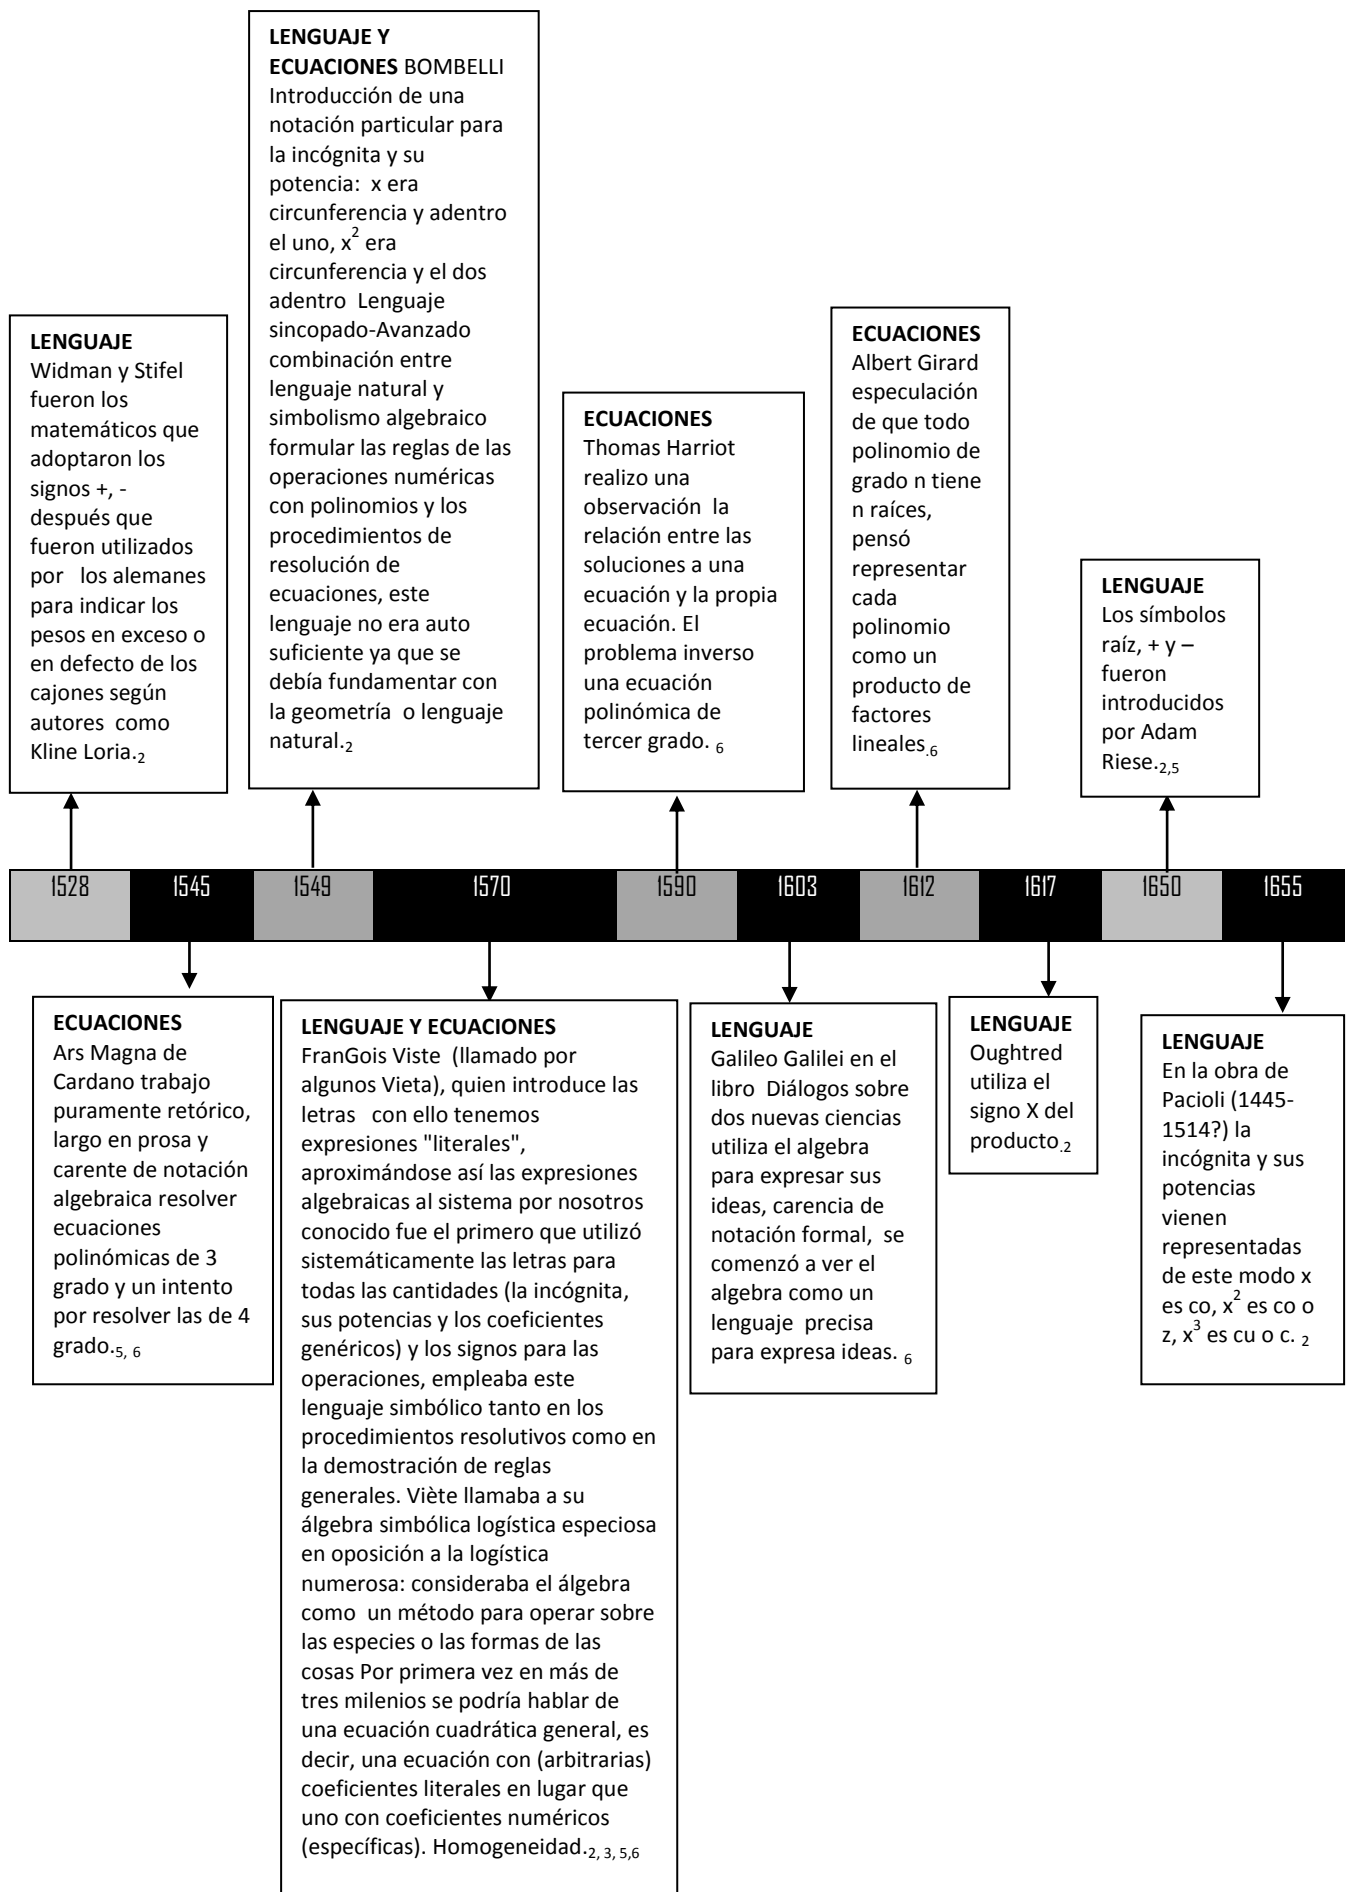 LENGUAJE Y
ECUACIONES BOMBELLI
Introducción de una
notación particular para
la incógnita y su
potencia: x era
circunferencia y adentro
el uno, x² era
circunferencia y el dos
adentro Lenguaje
sincopado-Avanzado
combinación entre
lenguaje natural y
simbolismo algebraico
formular las reglas de las
operaciones numéricas
con polinomios y los
procedimientos de
resolución de
ecuaciones, este
lenguaje no era auto
suficiente ya que se
debía fundamentar con
la geometría o lenguaje
natural.2
LENGUAJE
Widman y Stifel
fueron los
matemáticos que
adoptaron los
signos +, -
después que
fueron utilizados
por los alemanes
para indicar los
pesos en exceso o
en defecto de los
cajones según
autores como
Kline Loria.2
ECUACIONES
Thomas Harriot
realizo una
observación la
relación entre las
soluciones a una
ecuación y la propia
ecuación. El
problema inverso
una ecuación
polinómica de
tercer grado. 6
ECUACIONES
Albert Girard
especulación
de que todo
polinomio de
grado n tiene
n raíces,
pensó
representar
cada
polinomio
como un
producto de
factores
lineales.6
LENGUAJE
Los símbolos
raíz, + y –
fueron
introducidos
por Adam
Riese.2,5
1528 1545 1549 1570 1590 1603 1612 1617 1650 1655
ECUACIONES
Ars Magna de
Cardano trabajo
puramente retórico,
largo en prosa y
carente de notación
algebraica resolver
ecuaciones
polinómicas de 3
grado y un intento
por resolver las de 4
grado.5, 6
LENGUAJE Y ECUACIONES
FranGois Viste (llamado por
algunos Vieta), quien introduce las
letras con ello tenemos
expresiones "literales",
aproximándose así las expresiones
algebraicas al sistema por nosotros
conocido fue el primero que utilizó
sistemáticamente las letras para
todas las cantidades (la incógnita,
sus potencias y los coeficientes
genéricos) y los signos para las
operaciones, empleaba este
lenguaje simbólico tanto en los
procedimientos resolutivos como en
la demostración de reglas
generales. Viète llamaba a su
álgebra simbólica logística especiosa
en oposición a la logística
numerosa: consideraba el álgebra
como un método para operar sobre
las especies o las formas de las
cosas Por primera vez en más de
tres milenios se podría hablar de
una ecuación cuadrática general, es
decir, una ecuación con (arbitrarias)
coeficientes literales en lugar que
uno con coeficientes numéricos
(específicas). Homogeneidad.2, 3, 5,6
LENGUAJE
Galileo Galilei en el
libro Diálogos sobre
dos nuevas ciencias
utiliza el algebra
para expresar sus
ideas, carencia de
notación formal, se
comenzó a ver el
algebra como un
lenguaje precisa
para expresa ideas. 6
LENGUAJE
Oughtred
utiliza el
signo X del
producto.2
LENGUAJE
En la obra de
Pacioli (1445-
1514?) la
incógnita y sus
potencias
vienen
representadas
de este modo x
es co, x² es co o
z, x³ es cu o c. 2